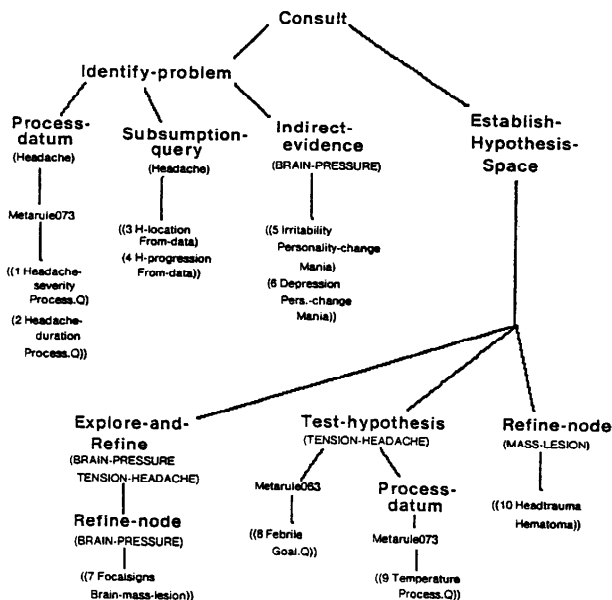 Consult
Identify-problem
Process-
datum
(Headache)
Metarule073
((1 Headache-
severity
Process.Q)
(2 Headache-
duration
Process.Q))
Subsumption-
query
(Headache)
((3 H-location
From-data)
(4 H-progression
From-data))
Indirect-
evidence
(BRAIN-PRESSURE)
((5 Irritability
Personality-change
Mania)
(6 Depression
Pers.-change
Mania))
Establish-
Hypothesis-
Space
Explore-and-
Refine
(BRAIN-PRESSURE
TENSION-HEADACHE)
Refine-node
(BRAIN-PRESSURE)
((7 Focalsigns
Brain-mass-lesion))
Test-hypothesis
(TENSION-HEADACHE)
Metarule063
((8 Febrile
Goal.Q))
Process-
datum
Metarule073
((9 Temperature
Process.Q))
Refine-node
(MASS-LESION)
((10 Headtrauma
Hematoma))